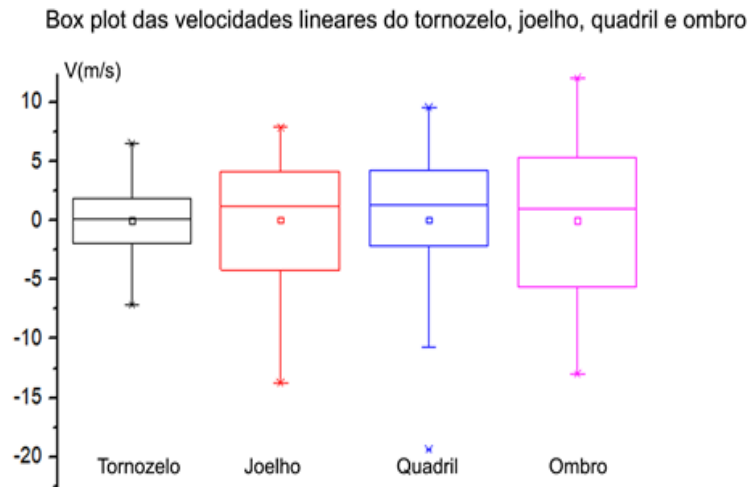 Box plot das velocidades lineares do tornozelo, joelho, quadril e ombro
V(m/s)
10
5
0
-5
-10
-15
-20
Tornozelo Joelho Quadril Ombro